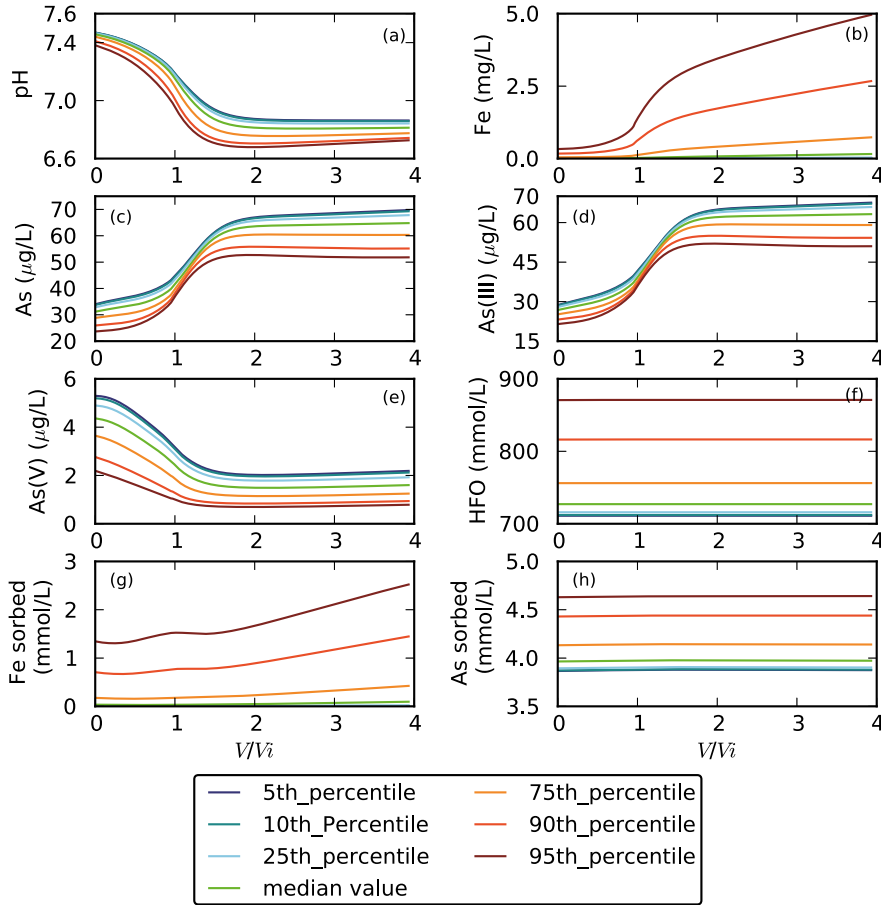 7.6
7.4
7.0
6.6
pH
(a)
0 1 2 3 4
5.0
2.5
0.0
Fe (mg/L)
(b)
0 1 2 3 4
70
60
50
40
30
20
As (μg/L)
(c)
0 1 2 3 4
70
60
45
30
15
As(III) (μg/L)
(d)
0 1 2 3 4
6
4
2
0
As(V) (μg/L)
(e)
0 1 2 3 4
900
800
700
HFO (mmol/L)
(f)
0 1 2 3 4
3
2
1
0
Fe sorbed
(mmol/L)
(g)
0 1 2 3 4
V/Vi
5.0
4.5
4.0
3.5
As sorbed
(mmol/L)
(h)
0 1 2 3 4
V/Vi
5th_percentile
10th_Percentile
25th_percentile
median value
75th_percentile
90th_percentile
95th_percentile